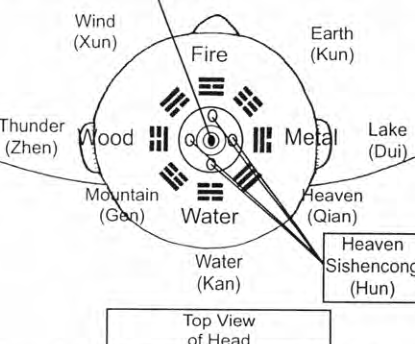 Wind
(Xun)
Fire
Earth
(Kun)
Thunder
(Zhen)
Wood
Metal
Lake
(Dui)
Mountain
(Gen)
Water
Heaven
(Qian)
Water
(Kan)
Heaven
Sishencong
(Hun)
Top View
of Head